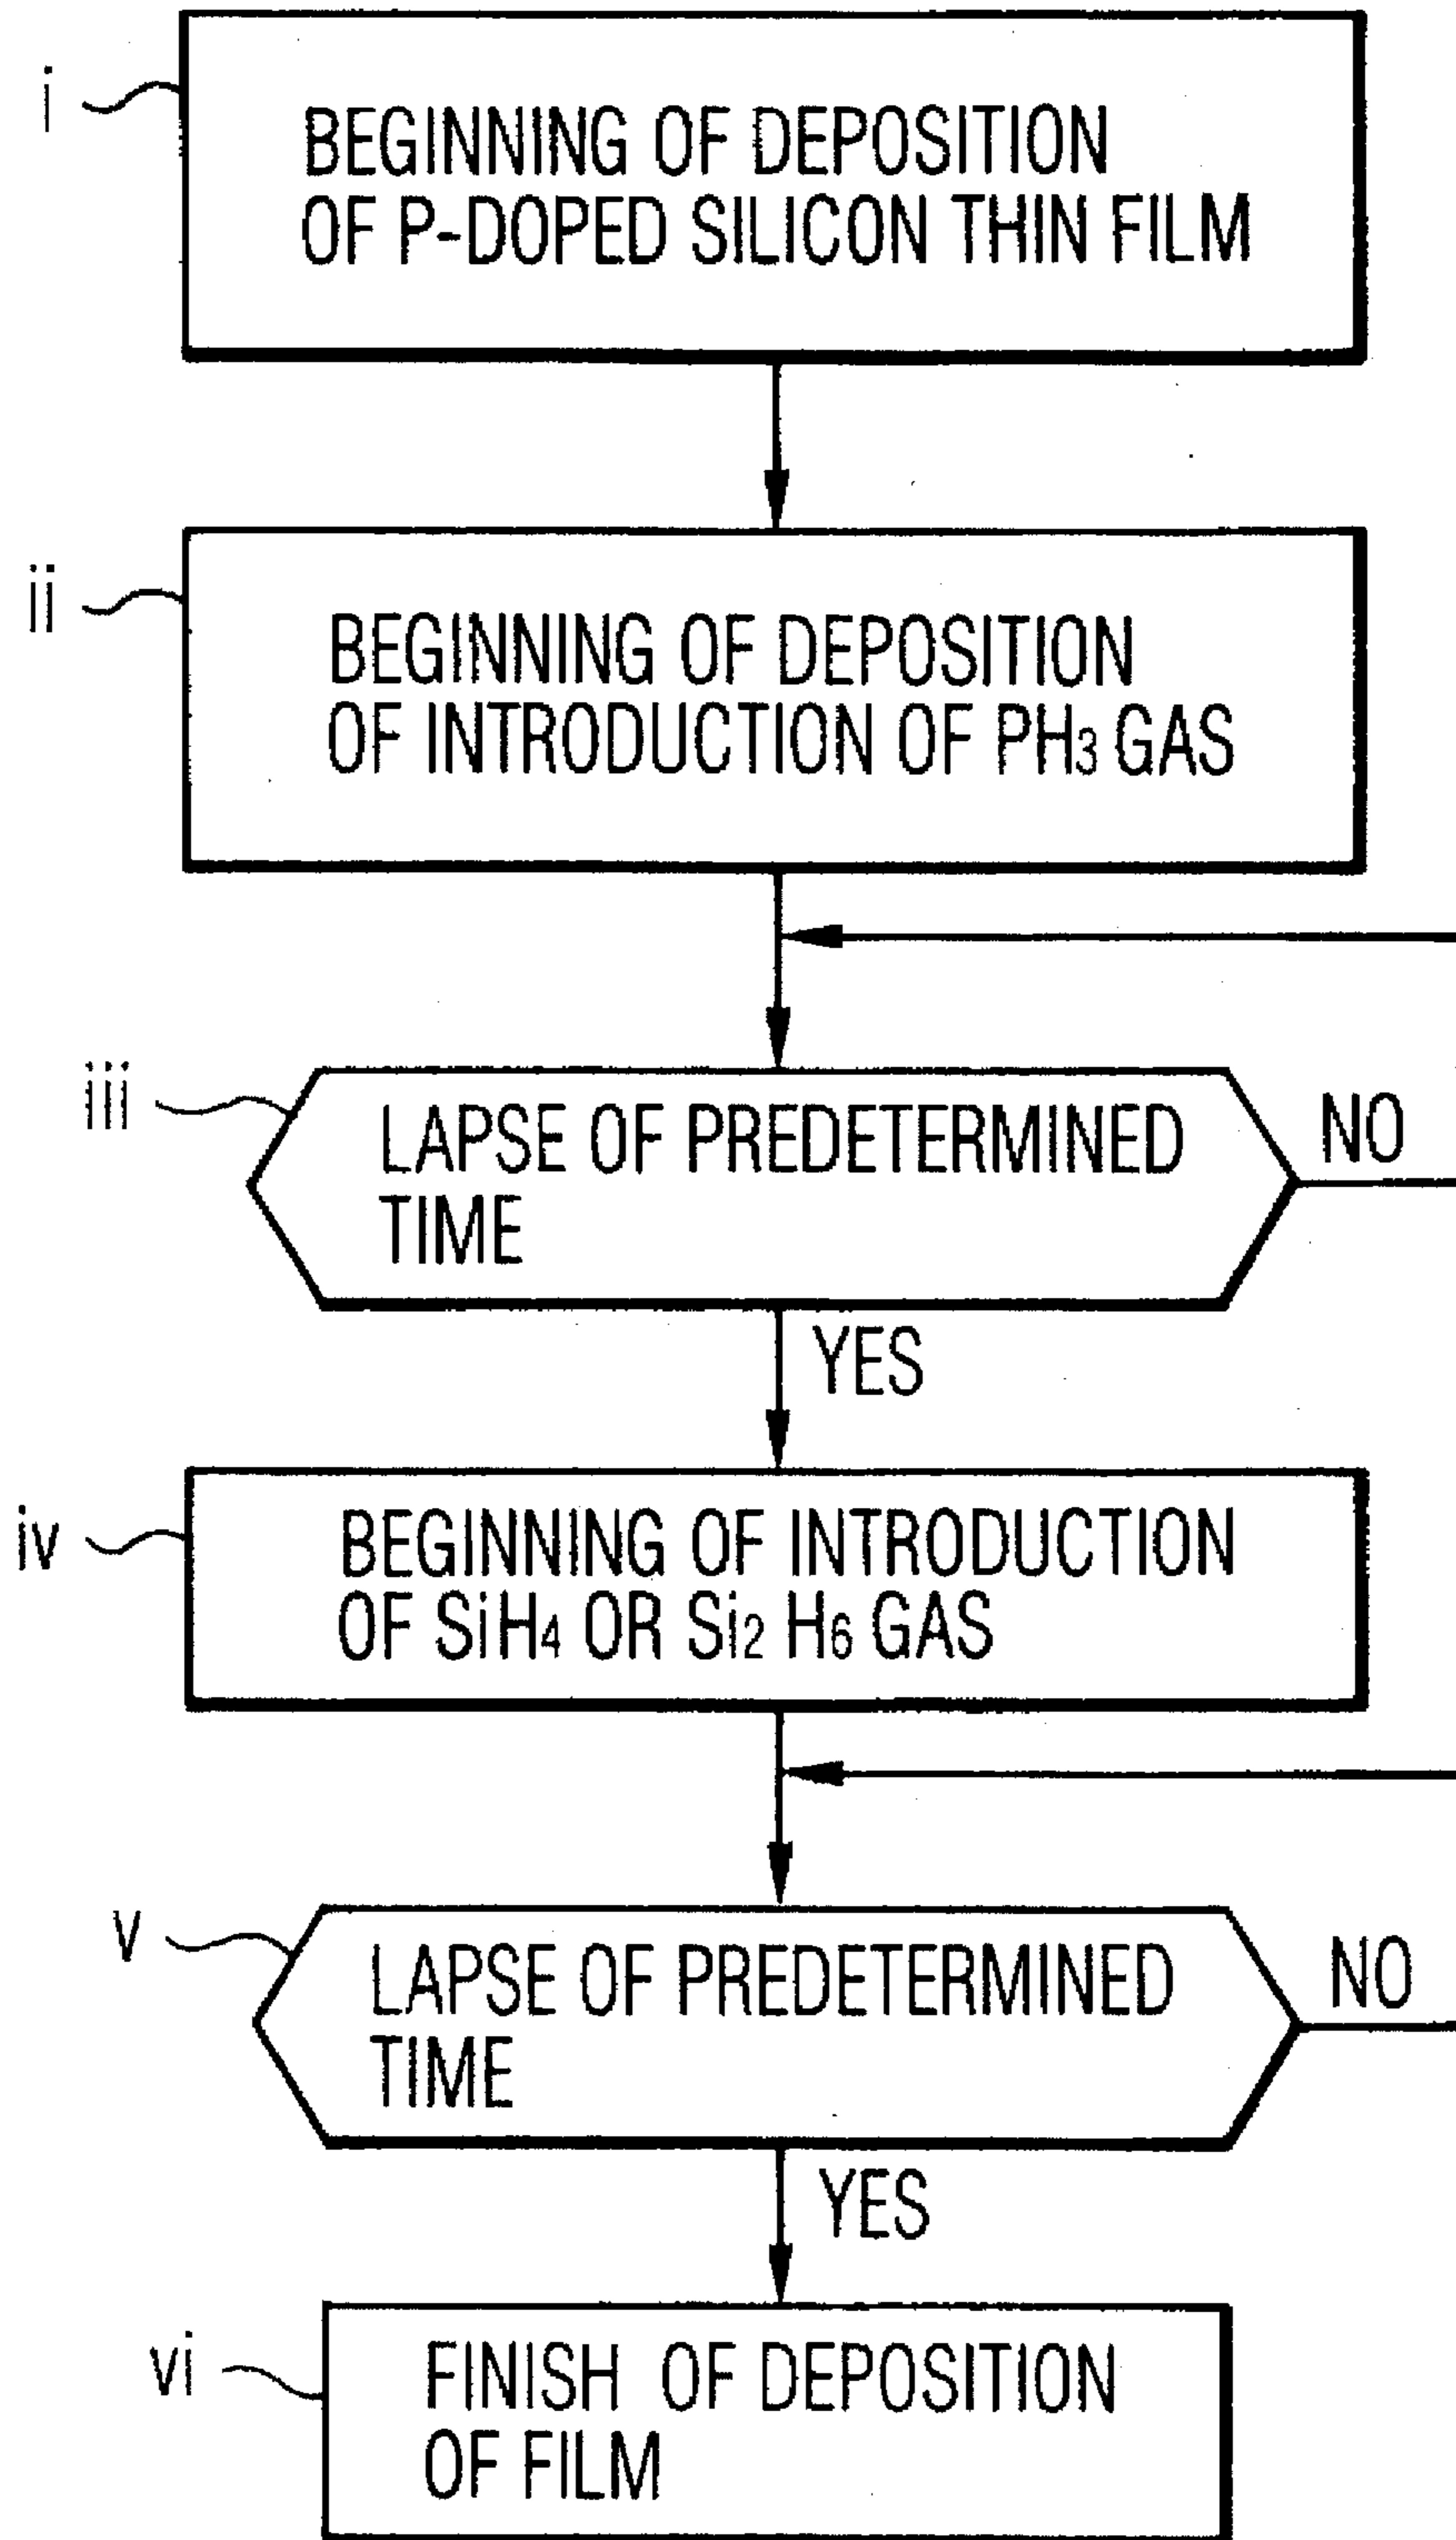 i
BEGINNING OF DEPOSITION
OF P-DOPED SILICON THIN FILM
ii
BEGINNING OF DEPOSITION
OF INTRODUCTION OF PH₃ GAS
iii
LAPSE OF PREDETERMINED
TIME
NO
YES
iv
BEGINNING OF INTRODUCTION
OF SiH₄ OR Si₂ H₆ GAS
v
LAPSE OF PREDETERMINED
TIME
NO
YES
vi
FINISH OF DEPOSITION
OF FILM